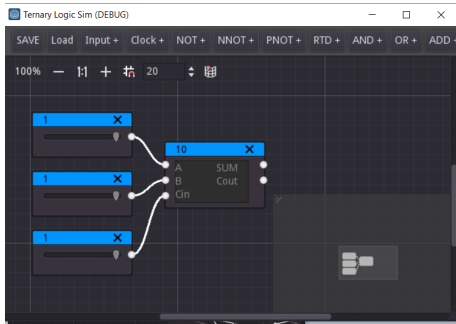 Ternary Logic Sim (DEBUG)
SAVE Load Input + Clock + NOT + NNOT + PNOT + RTD + AND + OR + ADD
100% 1:1 20
1
10
A SUM
1
B Cout
Cin
1